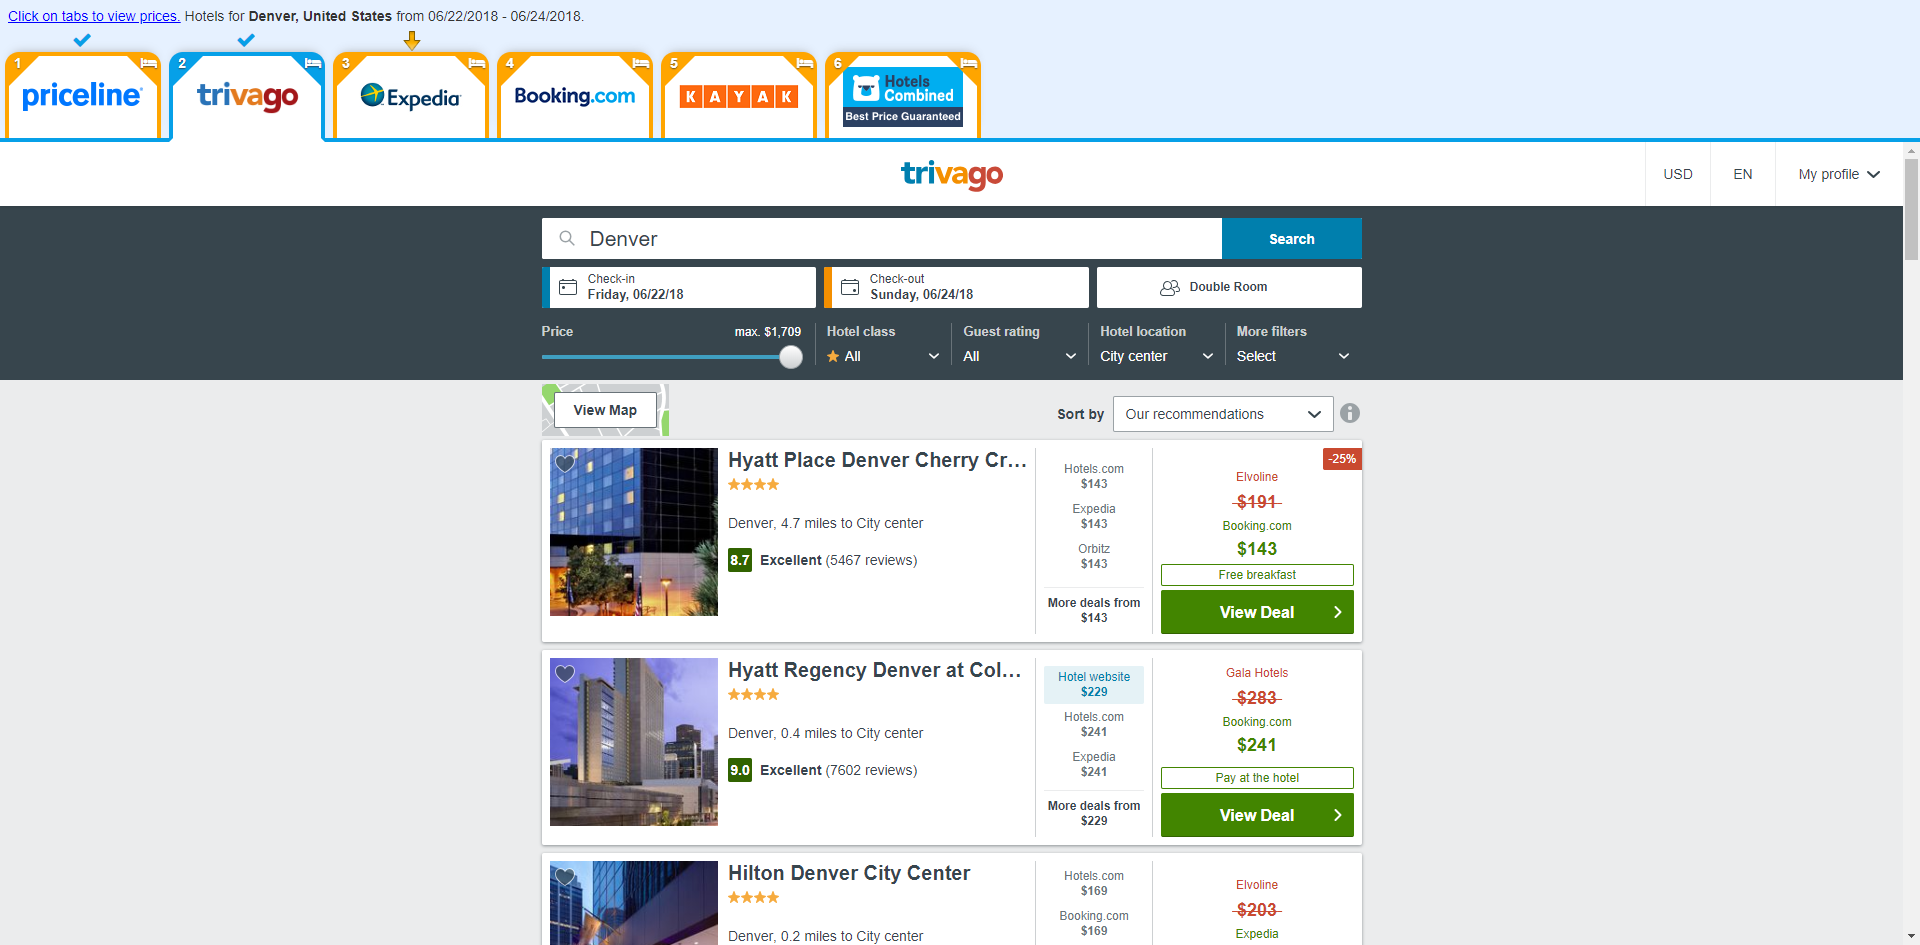 Click on tabs to view prices. Hotels for Denver, United States from 06/22/2018 - 06/24/2018.
1 priceline
2 trivago
3 Expedia
4 Booking.com
5 KAYAK
6 Hotels Combined
Best Price Guaranteed
trivago
USD
EN
My profile
Denver
Search
Check-in
Friday, 06/22/18
Check-out
Sunday, 06/24/18
Double Room
Price
max. $1,709
Hotel class
All
Guest rating
All
Hotel location
City center
More filters
Select
View Map
Sort by
Our recommendations
Hyatt Place Denver Cherry Cr...
Denver, 4.7 miles to City center
8.7 Excellent (5467 reviews)
Hotels.com
$143
Expedia
$143
Orbitz
$143
More deals from
$143
-25%
Elvoline
$191
Booking.com
$143
Free breakfast
View Deal
Hyatt Regency Denver at Col...
Denver, 0.4 miles to City center
9.0 Excellent (7602 reviews)
Hotel website
$229
Hotels.com
$241
Expedia
$241
More deals from
$229
Gala Hotels
$283
Booking.com
$241
Pay at the hotel
View Deal
Hilton Denver City Center
Denver, 0.2 miles to City center
Hotels.com
$169
Booking.com
$169
Elvoline
$203
Expedia